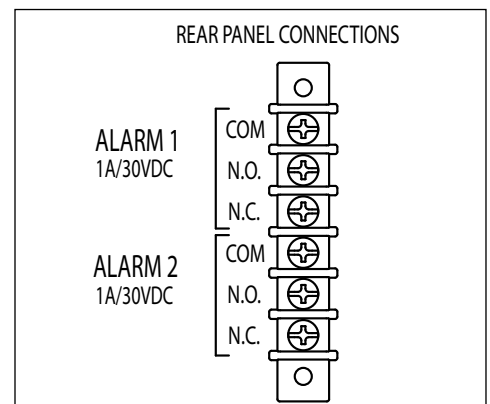 REAR PANEL CONNECTIONS
ALARM 1
1A/30VDC
COM
N.O.
N.C.
ALARM 2
1A/30VDC
COM
N.O.
N.C.